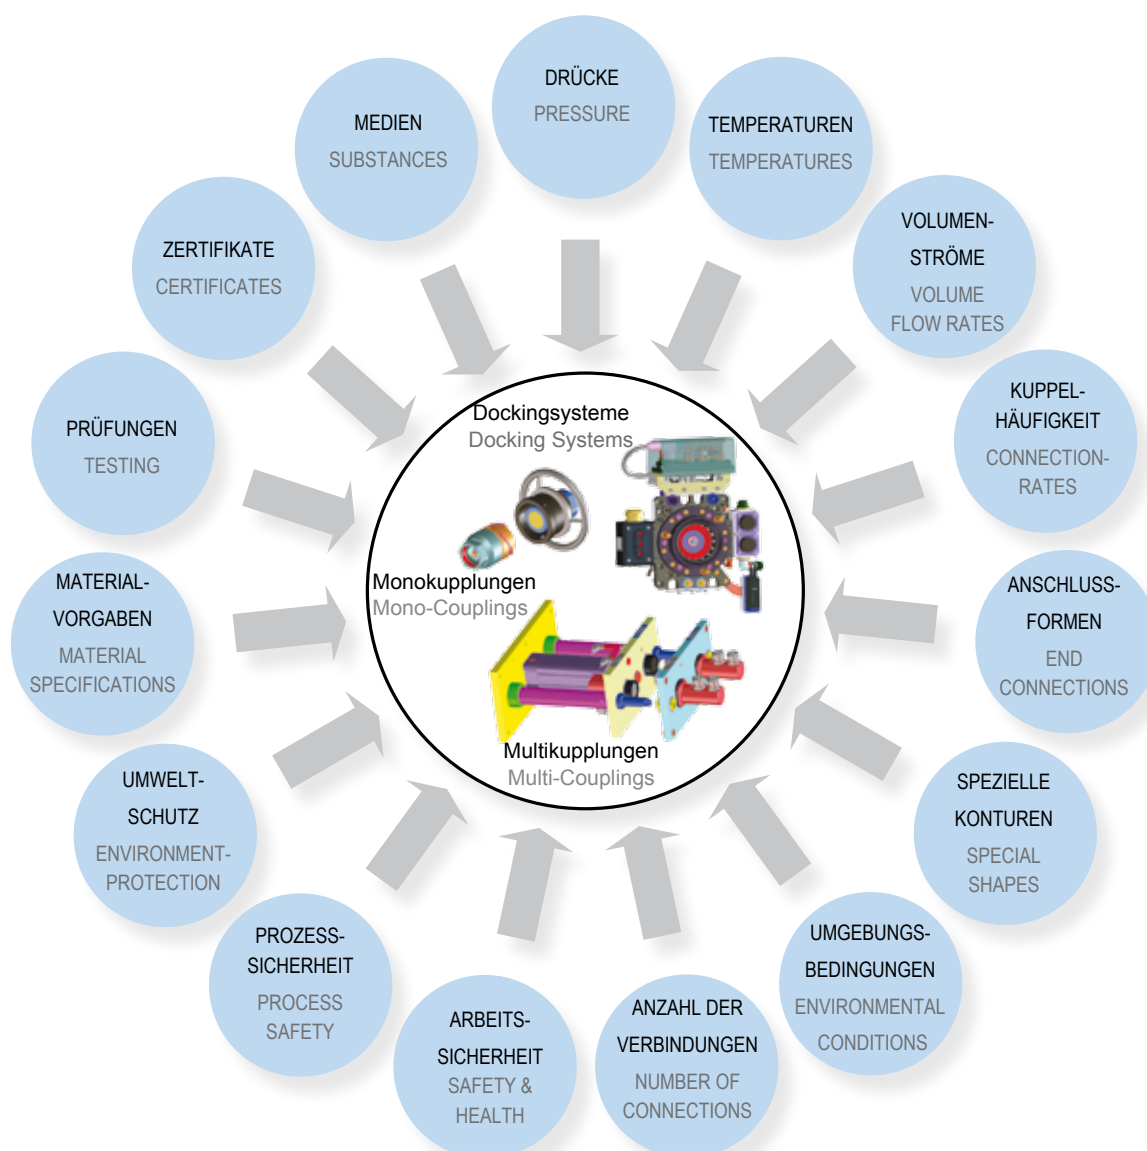 DRÜCKE
PRESSURE
TEMPERATUREN
TEMPERATURES
VOLUMEN-
STRÖME
VOLUME
FLOW RATES
KUPPEL-
HÄUFIGKEIT
CONNECTION-
RATES
ANSCHLUSS-
FORMEN
END
CONNECTIONS
SPEZIELLE
KONTUREN
SPECIAL
SHAPES
UMGEBUNGS-
BEDINGUNGEN
ENVIRONMENTAL
CONDITIONS
ANZAHL DER
VERBINDUNGEN
NUMBER OF
CONNECTIONS
ARBEITS-
SICHERHEIT
SAFETY &
HEALTH
PROZESS-
SICHERHEIT
PROCESS
SAFETY
UMWELT-
SCHUTZ
ENVIRONMENT-
PROTECTION
MATERIAL-
VORGABEN
MATERIAL
SPECIFICATIONS
PRÜFUNGEN
TESTING
ZERTIFIKATE
CERTIFICATES
MEDIEN
SUBSTANCES
Dockingsysteme
Docking Systems
Monokupplungen
Mono-Couplings
Multikupplungen
Multi-Couplings